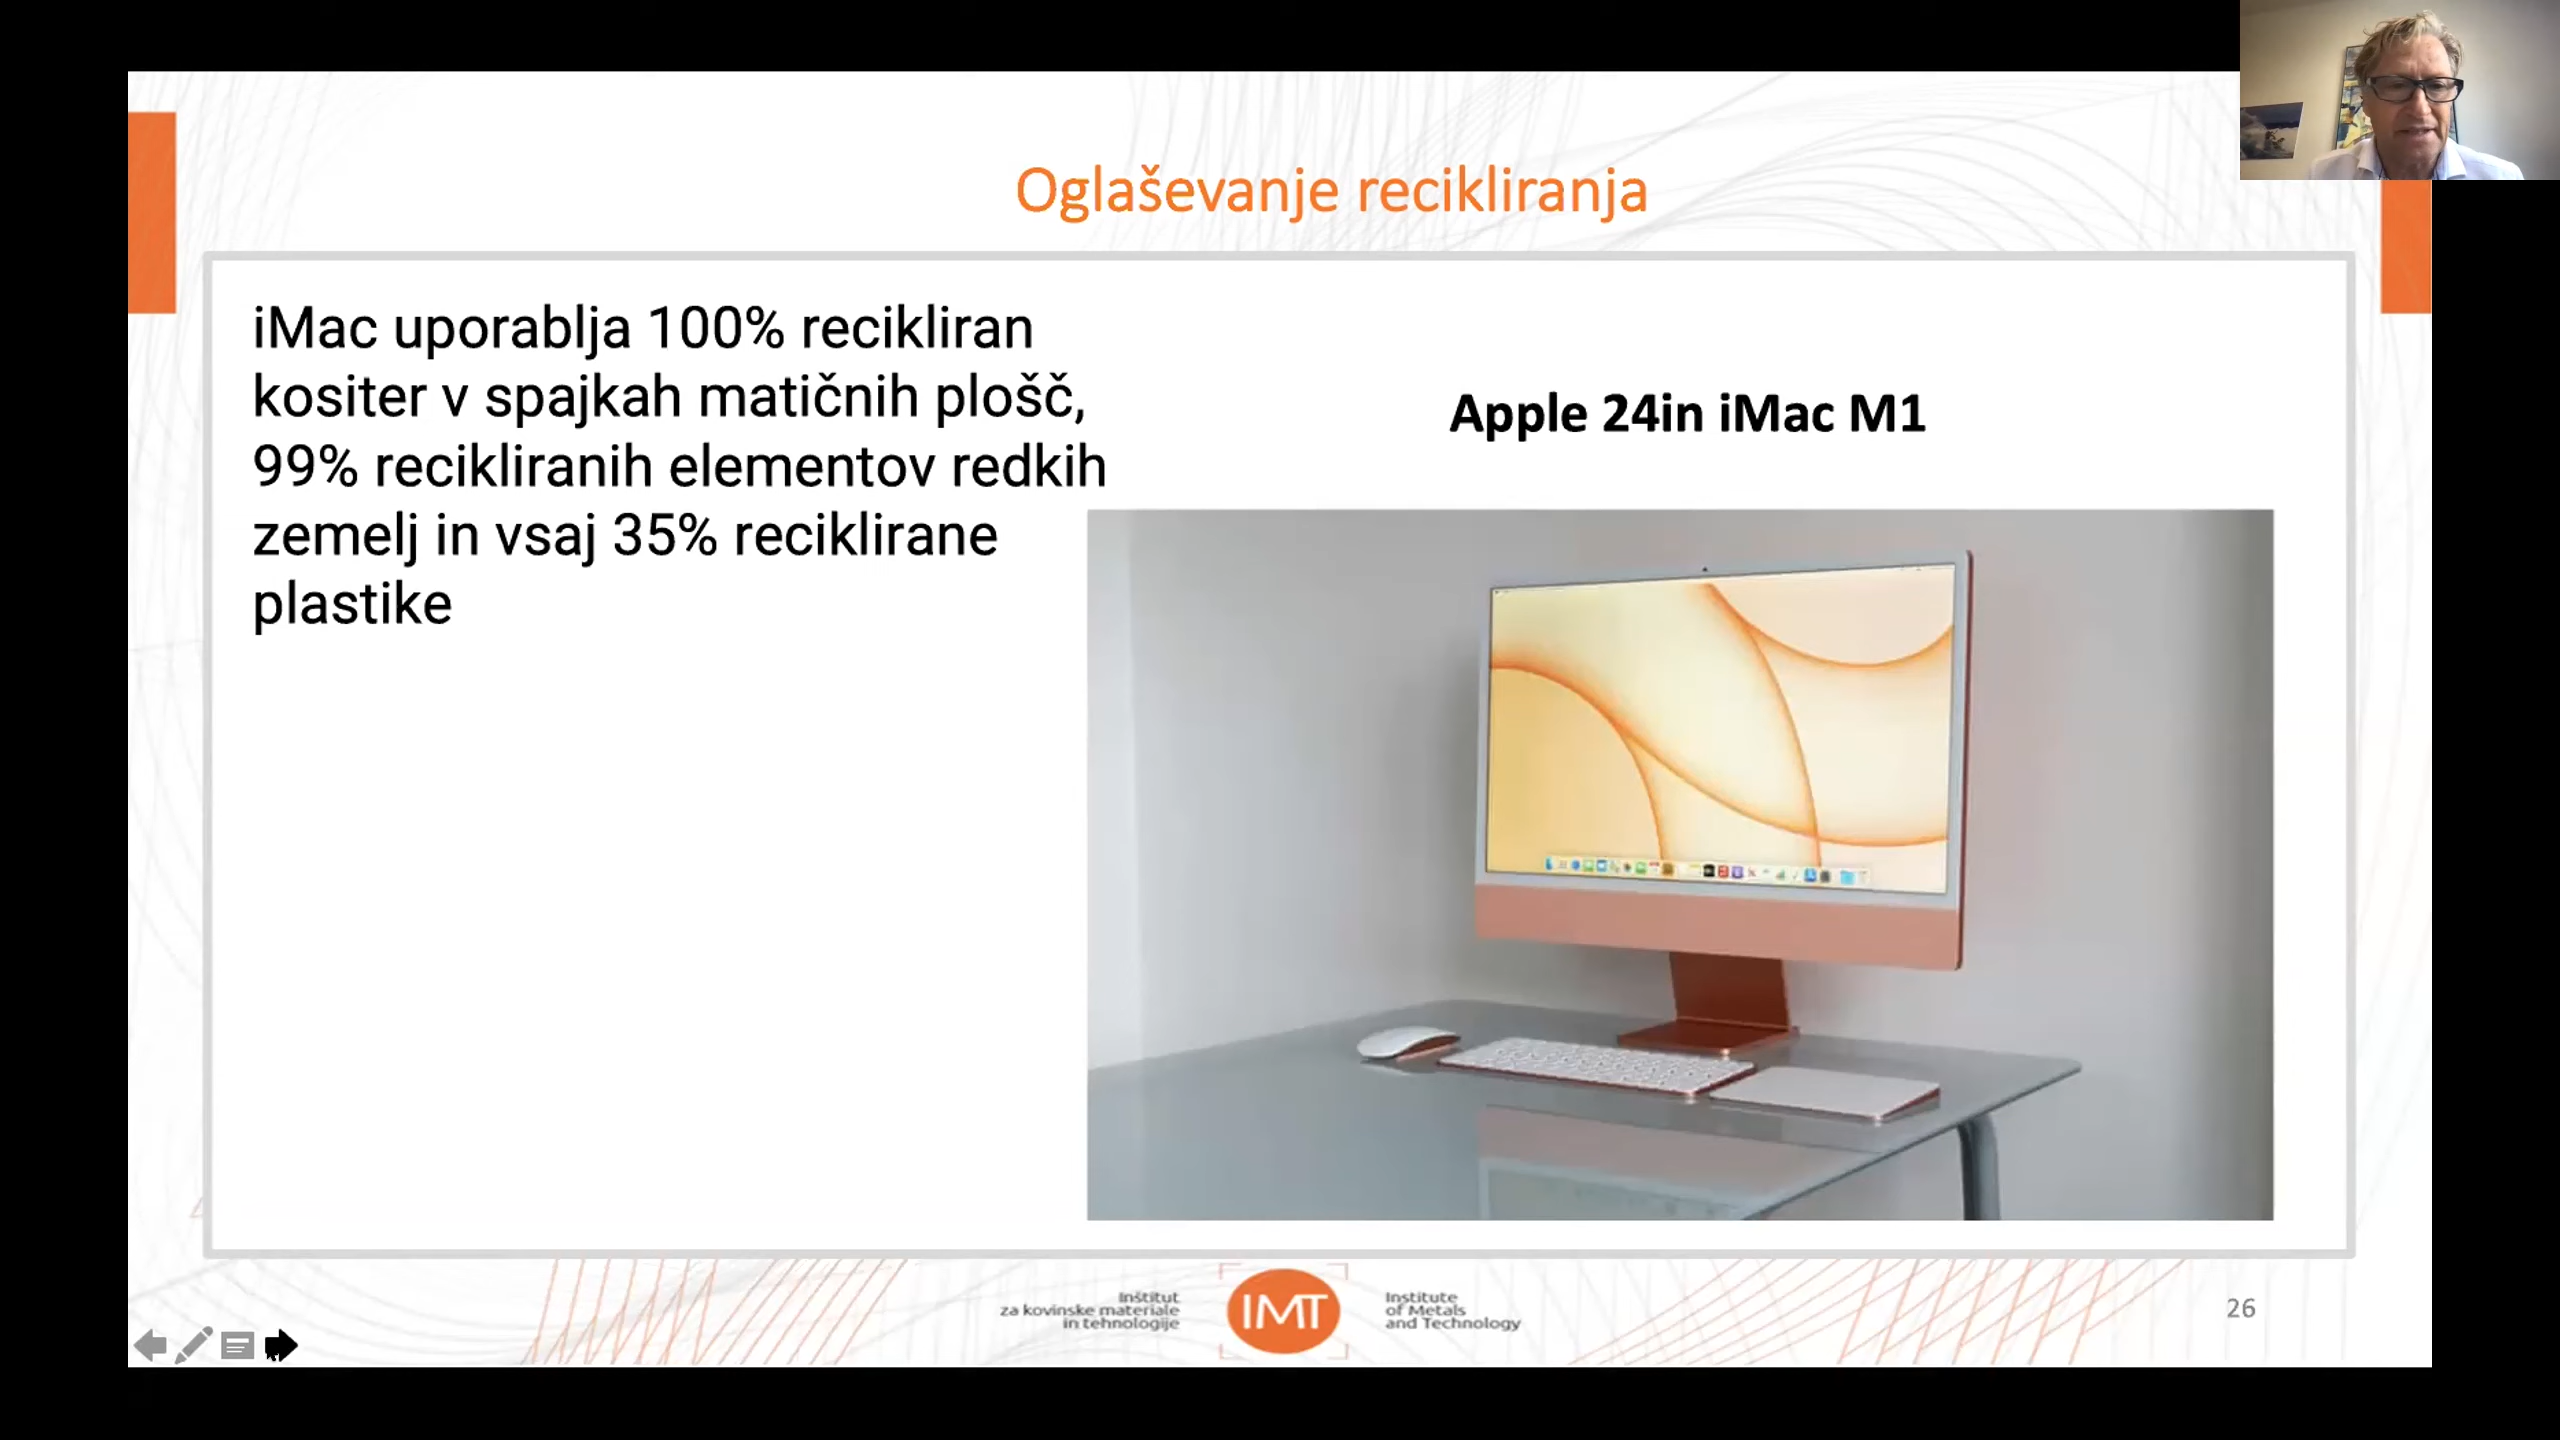 Oglaševanje recikliranja
iMac uporablja 100% recikliran
kositer v spajkah matičnih plošč,
99% recikliranih elementov redkih
zemelj in vsaj 35% reciklirane
plastike
Apple 24in iMac M1
Inštitut
za kovinske materiale
in tehnologije
IMT
Institute
of Metals
and Technology
26